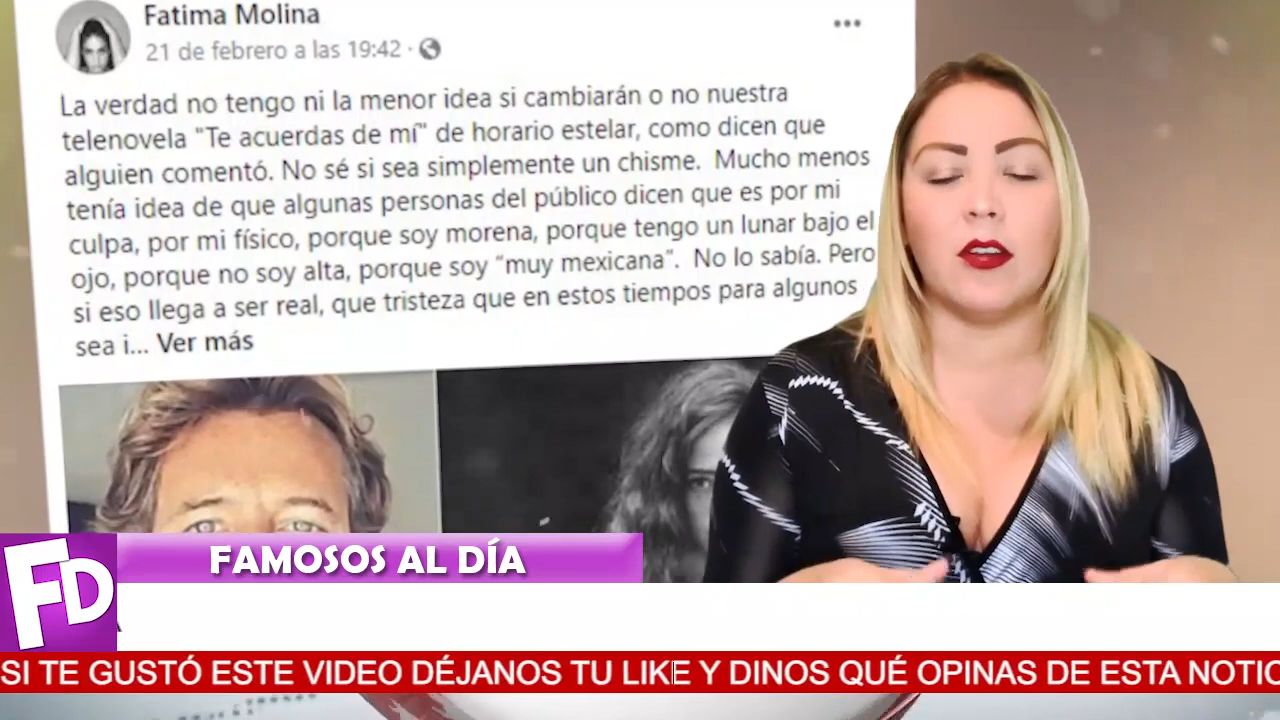 Fatima Molina
21 de febrero a las 19:42 ·
La verdad no tengo ni la menor idea si cambiarán o no nuestra
telenovela "Te acuerdas de mí" de horario estelar, como dicen que
alguien comentó. No sé si sea simplemente un chisme. Mucho menos
tenía idea de que algunas personas del público dicen que es por mi
culpa, por mi físico, porque soy morena, porque tengo un lunar bajo el
ojo, porque no soy alta, porque soy “muy mexicana”. No lo sabía. Pero
si eso llega a ser real, que tristeza que en estos tiempos para algunos
sea i... Ver más
FD
FAMOSOS AL DÍA
SI TE GUSTÓ ESTE VIDEO DÉJANOS TU LIKE Y DINOS QUÉ OPINAS DE ESTA NOTIC